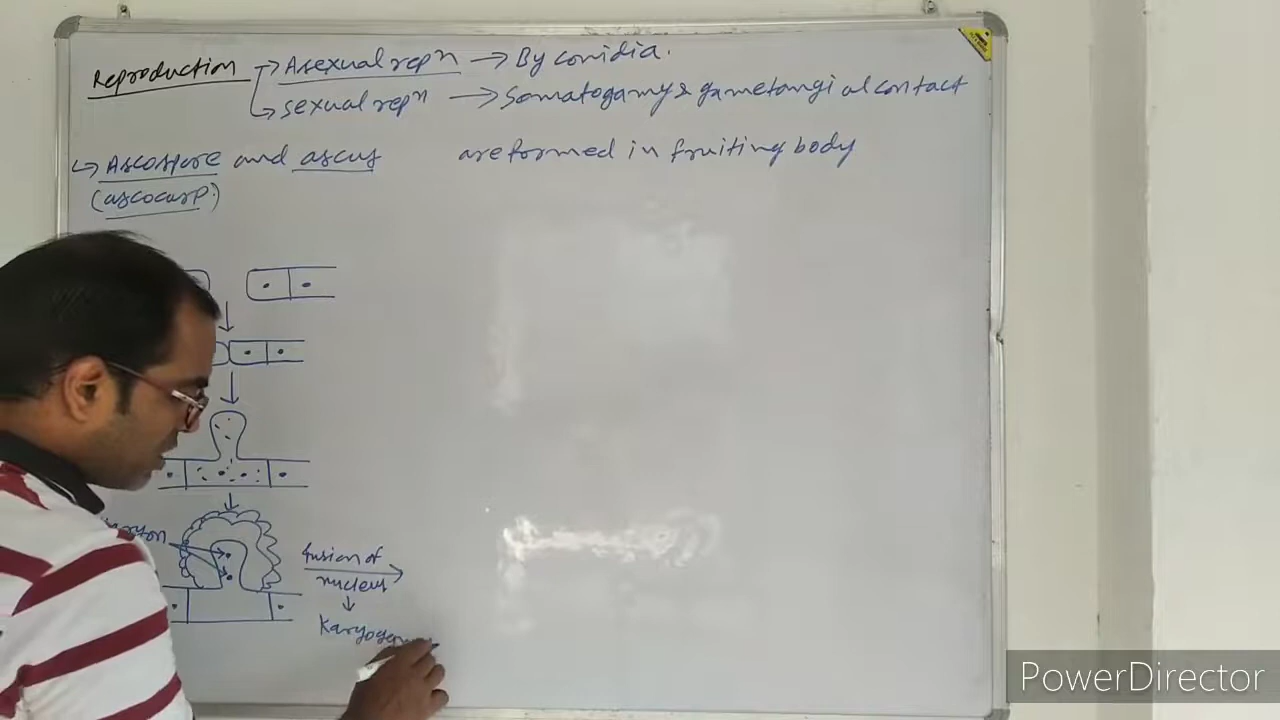 Reproduction → Asexual repn → By conidia.
→ sexual repn → Somatogamy & gametangial contact
↳ Ascospore and ascus are formed in fruiting body
(ascocarp.)
fusion of
nucleus
↓
PowerDirector